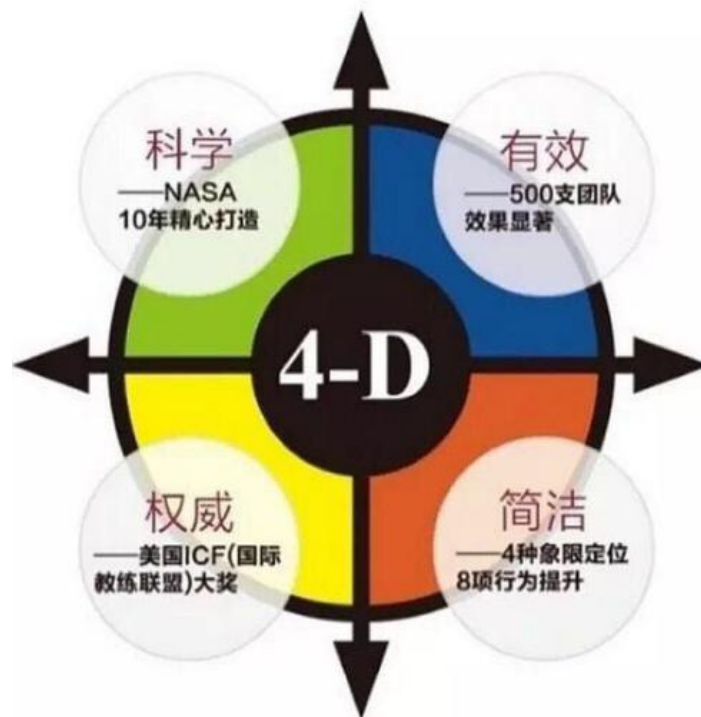 科学
——NASA
10年精心打造
有效
——500支团队
效果显著
4-D
权威
——美国ICF(国际
教练联盟)大奖
简洁
——4种象限定位
8项行为提升